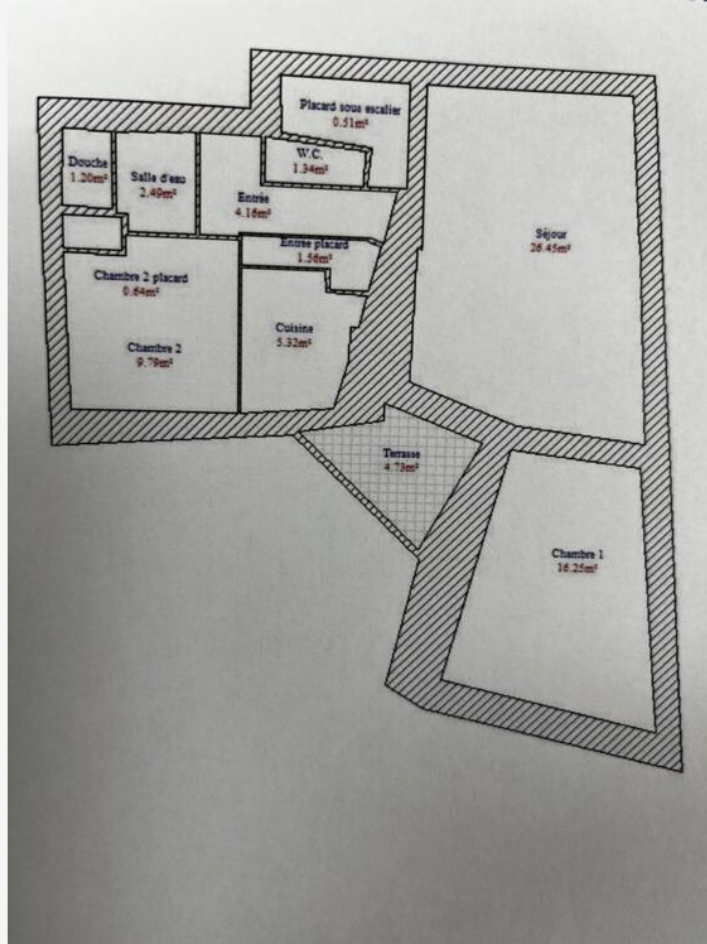 Placard sous escalier
0.51m²
W.C.
1.34m²
Douche
1.20m²
Salle d'eau
2.49m²
Entrée
4.16m²
Séjour
26.45m²
Entrée placard
1.56m²
Chambre 2 placard
0.64m²
Cuisine
5.32m²
Chambre 2
9.79m²
Terrasse
4.73m²
Chambre 1
16.25m²